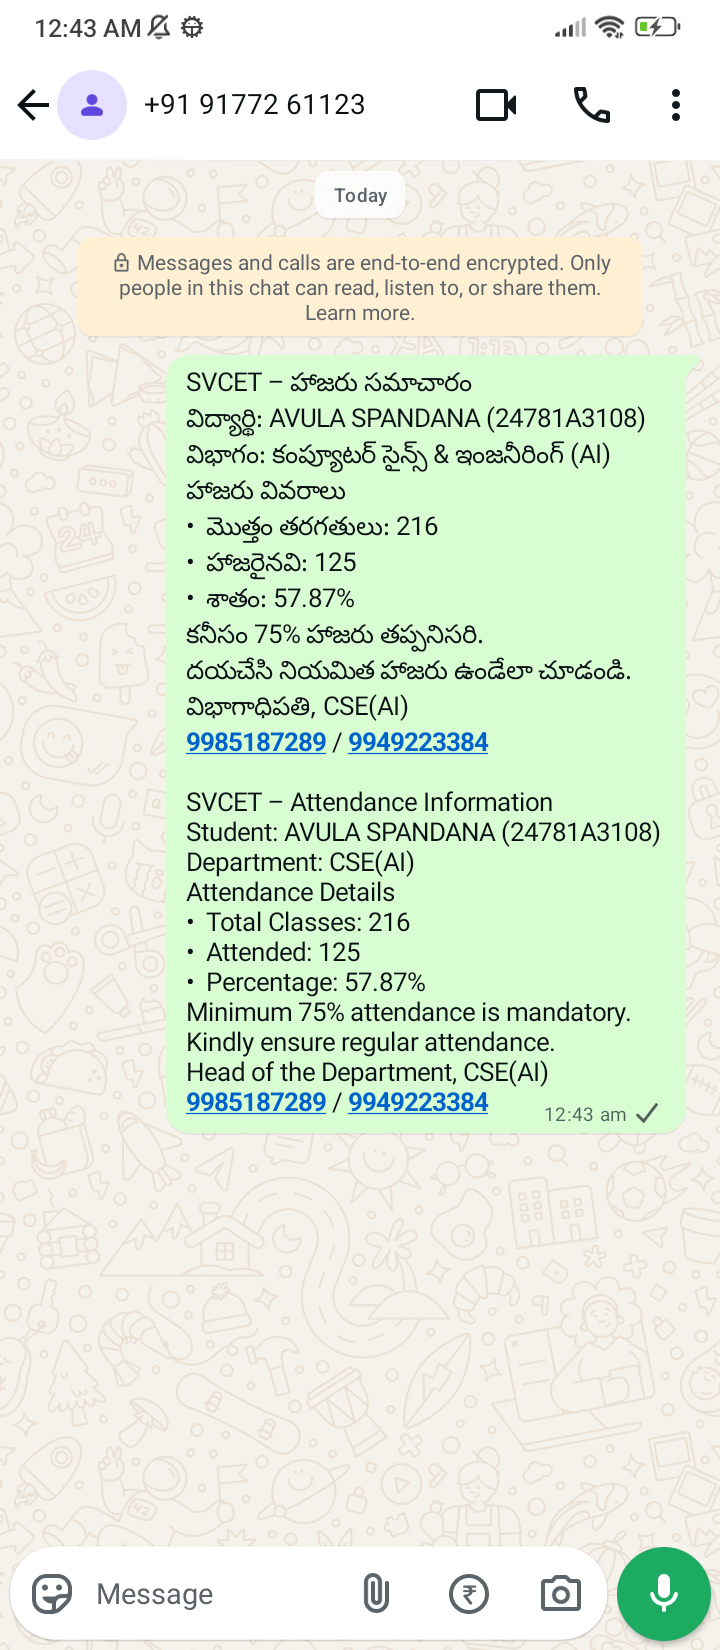 12:43 AM
+91 91772 61123
Today
Messages and calls are end-to-end encrypted. Only
people in this chat can read, listen to, or share them.
Learn more.
SVCET – హాజరు సమాచారం
విద్యార్థి: AVULA SPANDANA (24781A3108)
విభాగం: కంప్యూటర్ సైన్స్ & ఇంజనీరింగ్ (AI)
హాజరు వివరాలు
• మొత్తం తరగతులు: 216
• హాజరైనవి: 125
• శాతం: 57.87%
కనీసం 75% హాజరు తప్పనిసరి.
దయచేసి నియమిత హాజరు ఉండేలా చూడండి.
విభాగాధిపతి, CSE(AI)
9985187289 / 9949223384
SVCET – Attendance Information
Student: AVULA SPANDANA (24781A3108)
Department: CSE(AI)
Attendance Details
• Total Classes: 216
• Attended: 125
• Percentage: 57.87%
Minimum 75% attendance is mandatory.
Kindly ensure regular attendance.
Head of the Department, CSE(AI)
9985187289 / 9949223384
12:43 am
Message